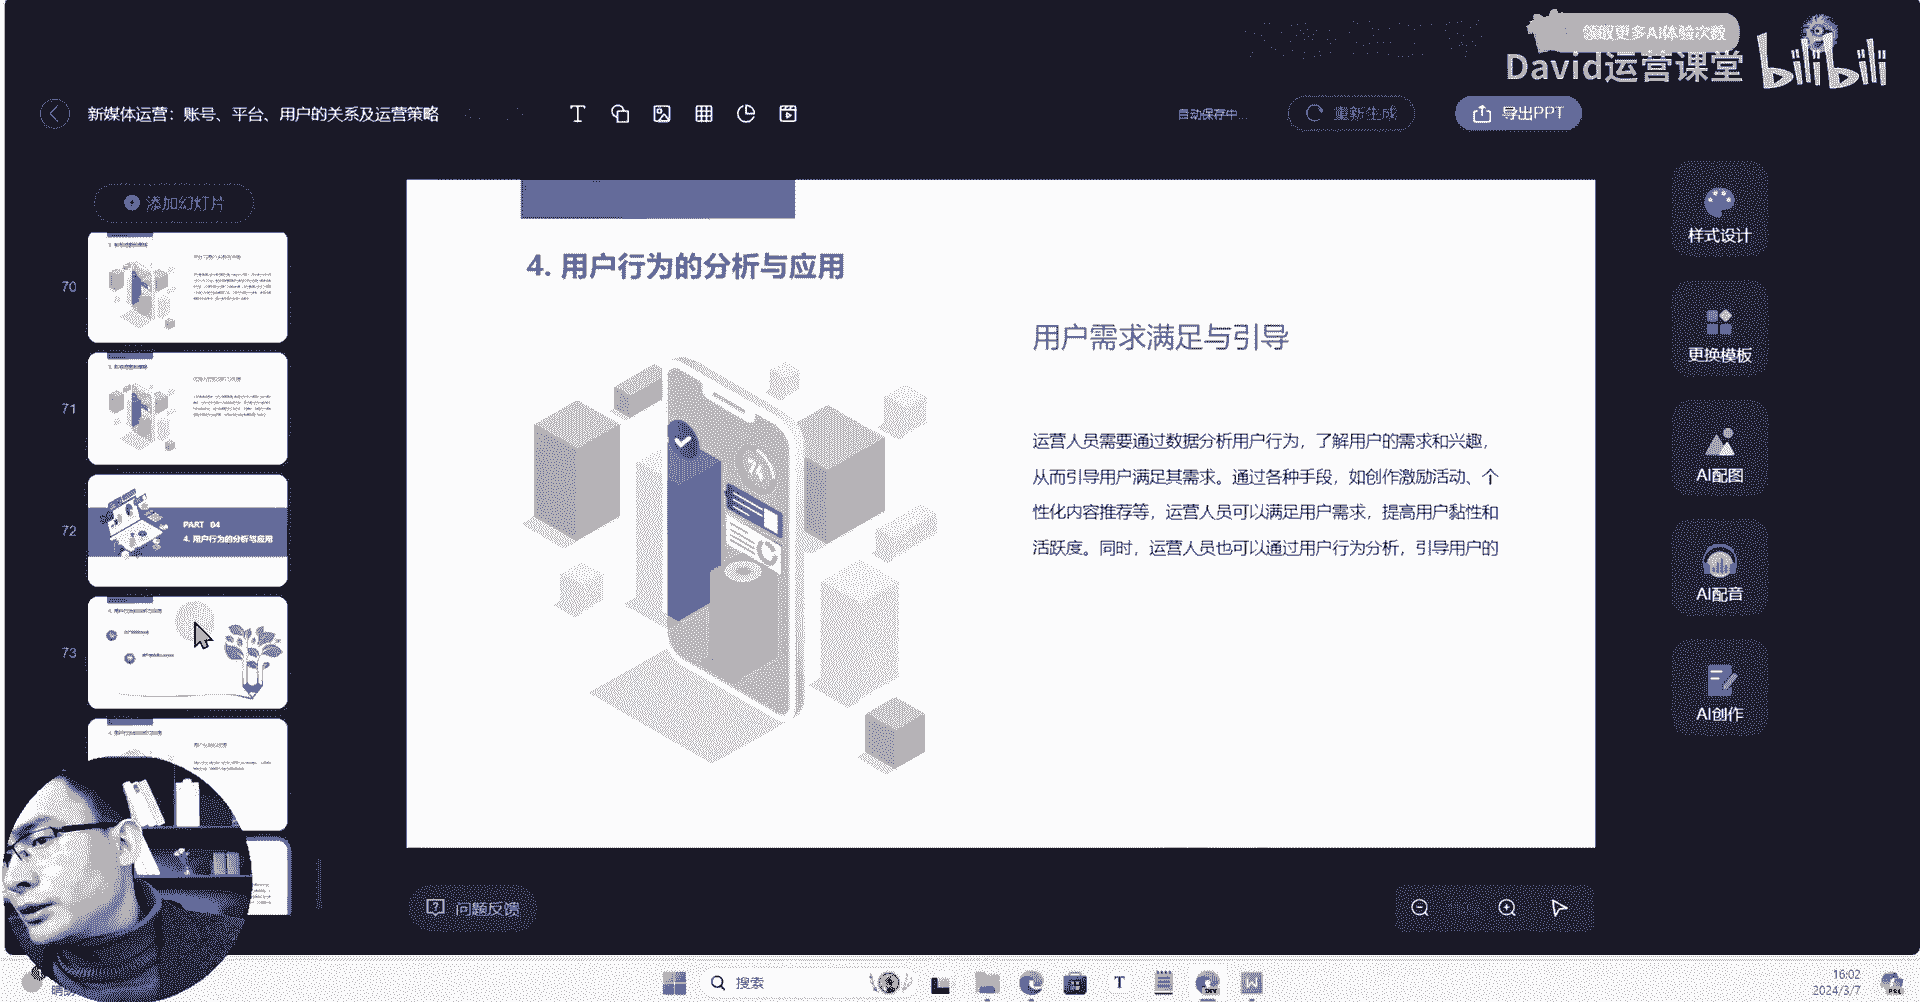 领取更多AI体验次数
David运营课堂
bilibili
新媒体运营：账号、平台、用户的关系及运营策略
自动保存中...
重新生成
导出PPT
添加幻灯片
70
71
72
PART 04
4. 用户行为的分析与应用
73
4. 用户行为的分析与应用
用户需求满足与引导
运营人员需要通过数据分析用户行为，了解用户的需求和兴趣，
从而引导用户满足其需求。通过各种手段，如创作激励活动、个
性化内容推荐等，运营人员可以满足用户需求，提高用户黏性和
活跃度。同时，运营人员也可以通过用户行为分析，引导用户的
样式设计
更换模板
AI配图
AI配音
AI创作
问题反馈
搜索
16:02
2024/3/7